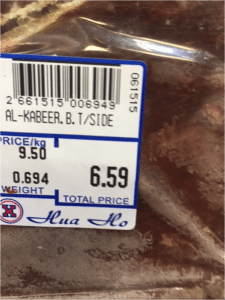 2 661515 006949
061515
AL-KABEER.B.T/SIDE
PRICE/kg
9.50
0.694
WEIGHT
6.59
TOTAL PRICE
Hua Ho